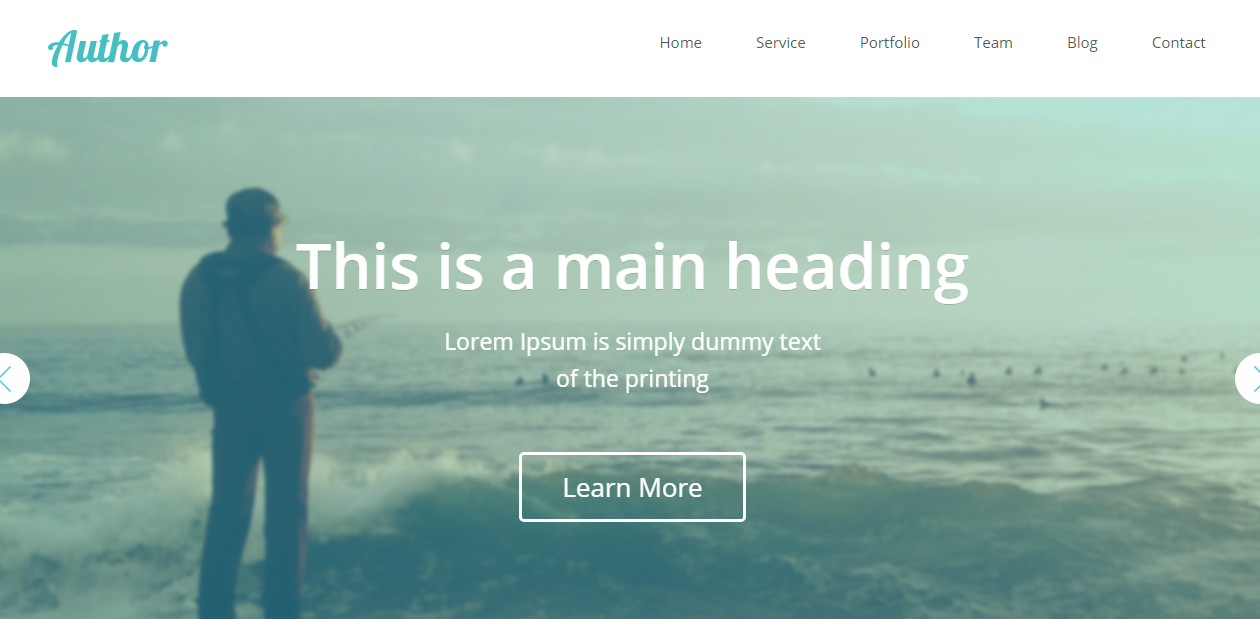 Author
Home Service Portfolio Team Blog Contact
This is a main heading
Lorem Ipsum is simply dummy text
of the printing
Learn More